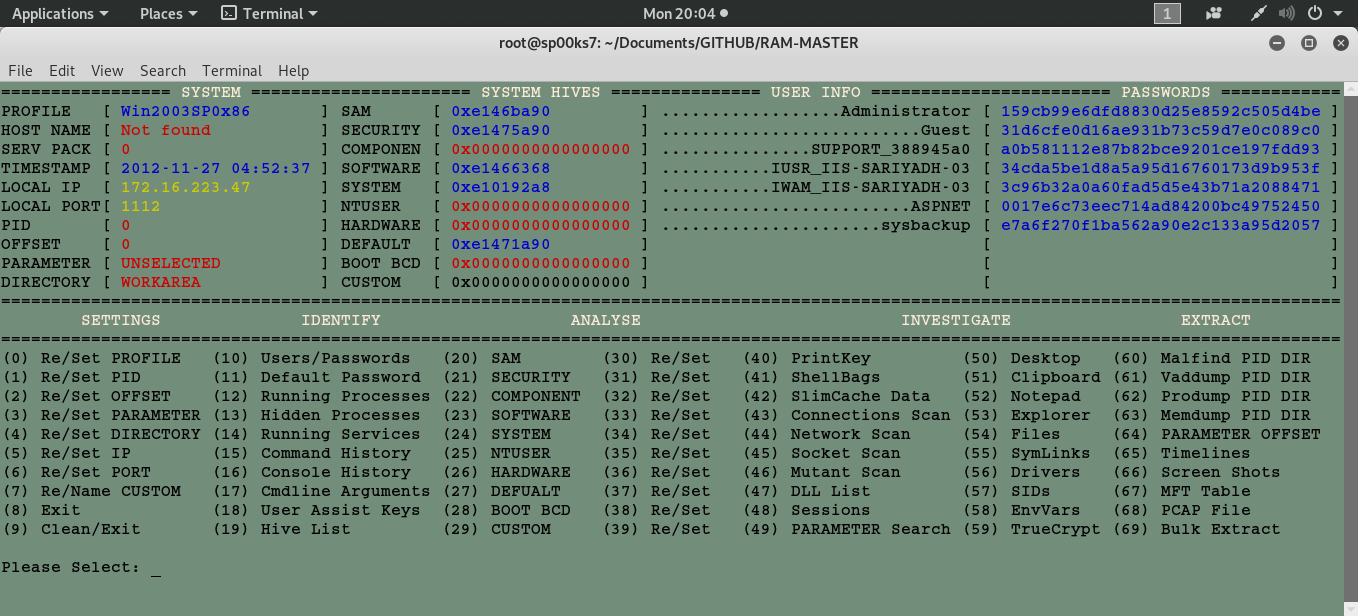 Applications Places Terminal Mon 20:04 1
root@sp00ks7: ~/Documents/GITHUB/RAM-MASTER
File Edit View Search Terminal Help
================= SYSTEM ======================= SYSTEM HIVES ================ USER INFO ======================== PASSWORDS =============
PROFILE [ Win2003SP0x86 ] SAM [ 0xe146ba90 ] ..................Administrator [ 159cb99e6dfd8830d25e8592c505d4be ]
HOST NAME [ Not found ] SECURITY [ 0xe1475a90 ] ..........................Guest [ 31d6cfe0d16ae931b73c59d7e0c089c0 ]
SERV PACK [ 0 ] COMPONEN [ 0x0000000000000000 ] ...............SUPPORT_388945a0 [ a0b581112e87b82bce9201ce197fdd93 ]
TIMESTAMP [ 2012-11-27 04:52:37 ] SOFTWARE [ 0xe1466368 ] ...........IUSR_IIS-SARIYADH-03 [ 34cda5be1d8a5a95d16760173d9b953f ]
LOCAL IP [ 172.16.223.47 ] SYSTEM [ 0xe10192a8 ] ...........IWAM_IIS-SARIYADH-03 [ 3c96b32a0a60fad5d5e43b71a2088471 ]
LOCAL PORT[ 1112 ] NTUSER [ 0x0000000000000000 ] .........................ASPNET [ 0017e6c73eec714ad84200bc49752450 ]
PID [ 0 ] HARDWARE [ 0x0000000000000000 ] ......................sysbackup [ e7a6f270f1ba562a90e2c133a95d2057 ]
OFFSET [ 0 ] DEFAULT [ 0xe1471a90 ] [ ]
PARAMETER [ UNSELECTED ] BOOT BCD [ 0x0000000000000000 ] [ ]
DIRECTORY [ WORKAREA ] CUSTOM [ 0x0000000000000000 ] [ ]
======================================================================================================================================
SETTINGS IDENTIFY ANALYSE INVESTIGATE EXTRACT
======================================================================================================================================
(0) Re/Set PROFILE (10) Users/Passwords (20) SAM (30) Re/Set (40) PrintKey (50) Desktop (60) Malfind PID DIR
(1) Re/Set PID (11) Default Password (21) SECURITY (31) Re/Set (41) ShellBags (51) Clipboard (61) Vaddump PID DIR
(2) Re/Set OFFSET (12) Running Processes (22) COMPONENT (32) Re/Set (42) SlimCache Data (52) Notepad (62) Prodump PID DIR
(3) Re/Set PARAMETER (13) Hidden Processes (23) SOFTWARE (33) Re/Set (43) Connections Scan (53) Explorer (63) Memdump PID DIR
(4) Re/Set DIRECTORY (14) Running Services (24) SYSTEM (34) Re/Set (44) Network Scan (54) Files (64) PARAMETER OFFSET
(5) Re/Set IP (15) Command History (25) NTUSER (35) Re/Set (45) Socket Scan (55) SymLinks (65) Timelines
(6) Re/Set PORT (16) Console History (26) HARDWARE (36) Re/Set (46) Mutant Scan (56) Drivers (66) Screen Shots
(7) Re/Name CUSTOM (17) Cmdline Arguments (27) DEFUALT (37) Re/Set (47) DLL List (57) SIDs (67) MFT Table
(8) Exit (18) User Assist Keys (28) BOOT BCD (38) Re/Set (48) Sessions (58) EnvVars (68) PCAP File
(9) Clean/Exit (19) Hive List (29) CUSTOM (39) Re/Set (49) PARAMETER Search (59) TrueCrypt (69) Bulk Extract
Please Select: _